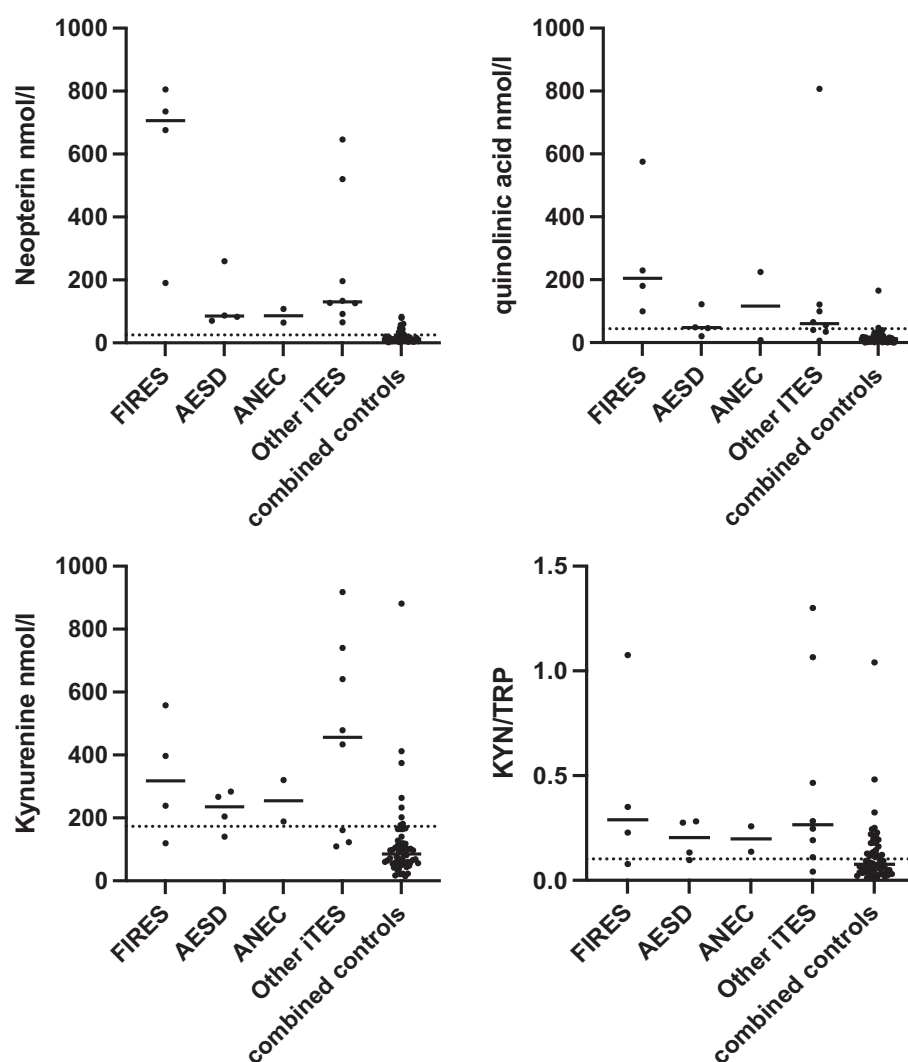 Neopterin nmol/l
1000
800
600
400
200
0
FIRES
AESD
ANEC
Other iTES
combined controls
quinolinic acid nmol/l
1000
800
600
400
200
0
FIRES
AESD
ANEC
Other ITES
combined controls
Kynurenine nmol/l
1000
800
600
400
200
0
FIRES
AESD
ANEC
Other iTES
combined controls
KYN/TRP
1.5
1.0
0.5
0.0
FIRES
AESD
ANEC
Other iTES
combined controls